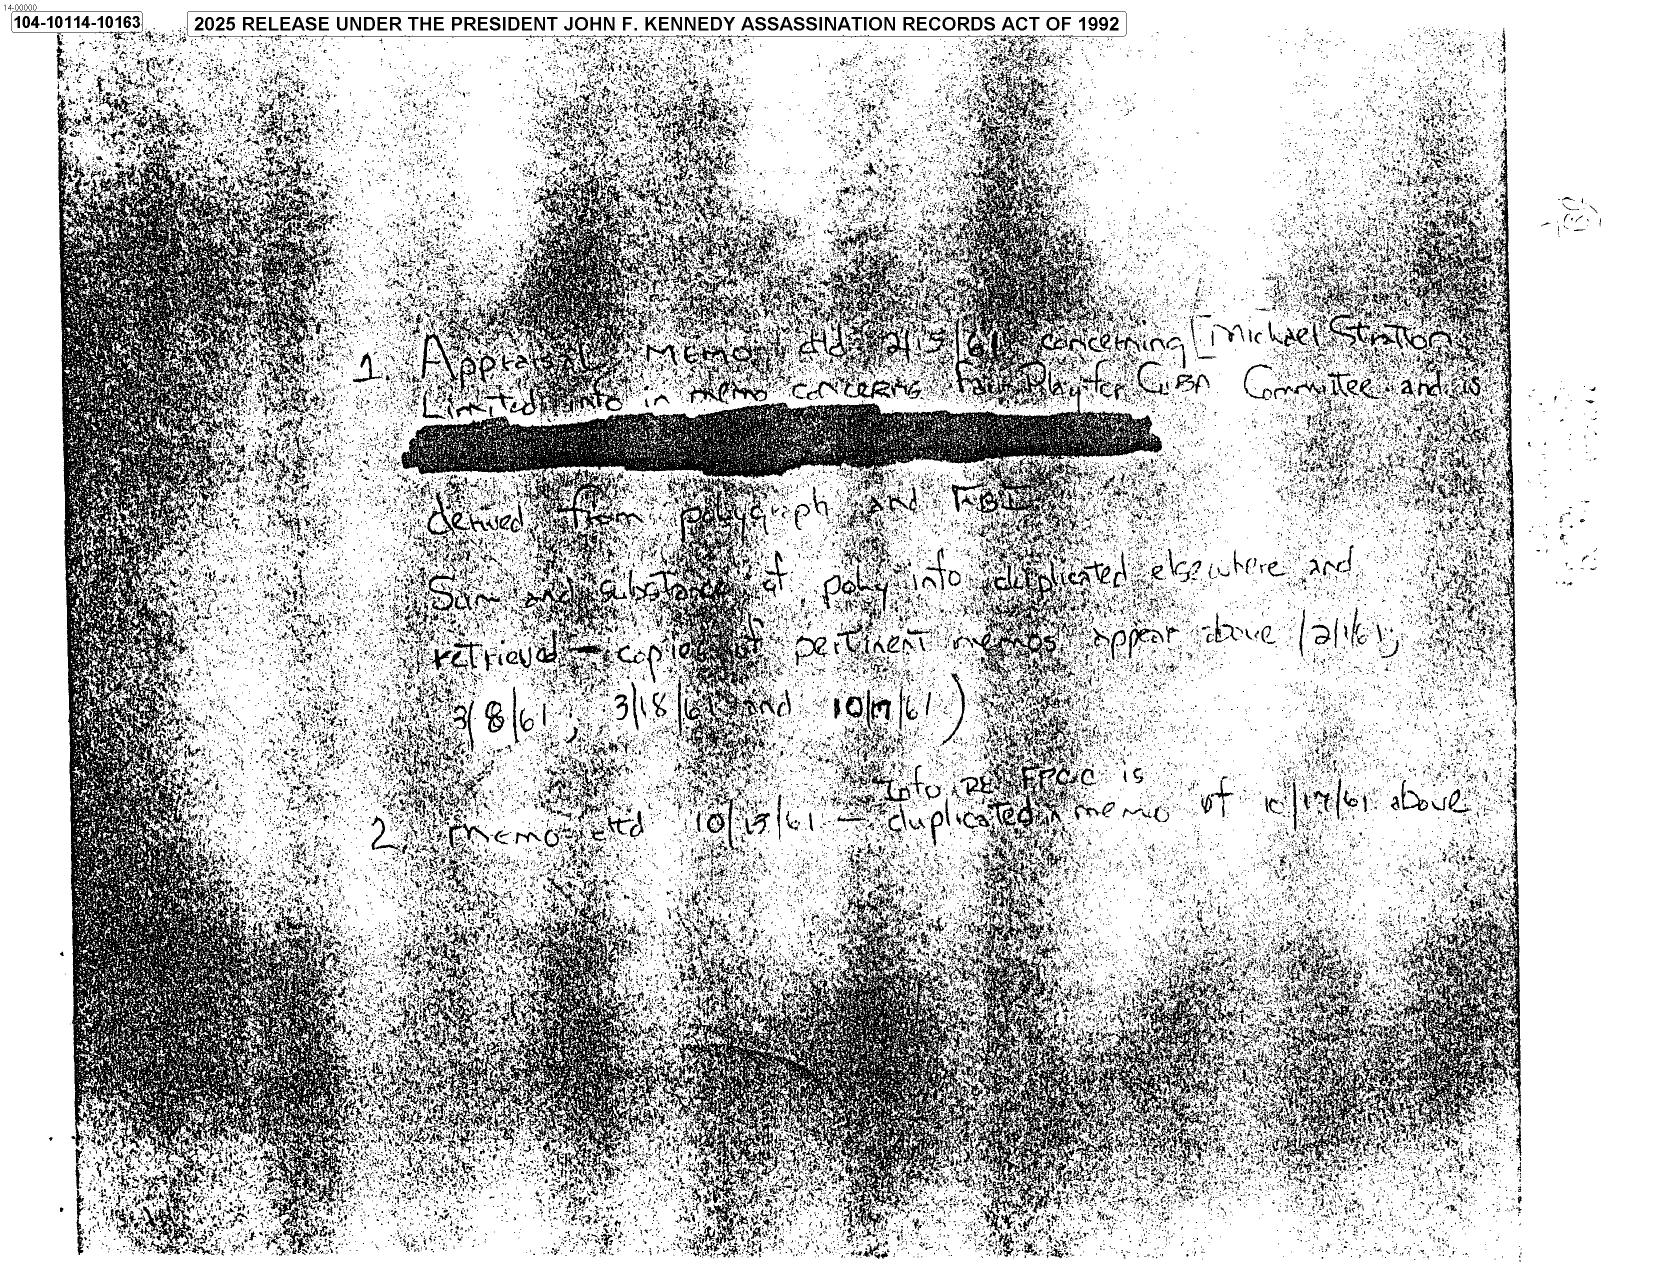 14-00000
104-10114-10163
2025 RELEASE UNDER THE PRESIDENT JOHN F. KENNEDY ASSASSINATION RECORDS ACT OF 1992
1. Appraisal Memo dtd 2/15/61 concerning [Michael Stratton
Limited info in memo concerns Fair Play for CUBA Committee and is
derived from polygraph and FBI
Sum and substance of poly info duplicated elsewhere and
retrieved — copies of pertinent memos appear above (2/1/61;
3/8/61; 3/18/61 and 10/17/61)
Info RE FPCC is
2. Memo dtd 10/13/61 — duplicated in memo of 10/17/61 above